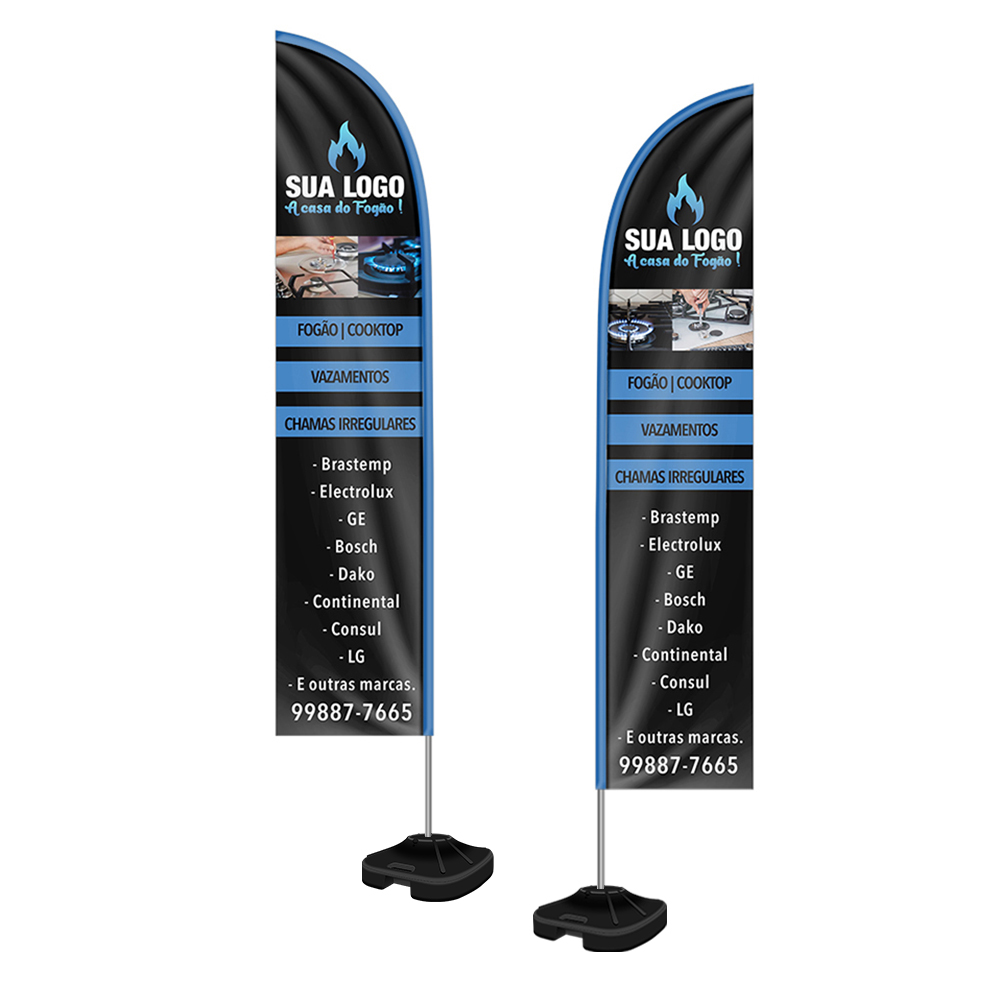 SUA LOGO
A casa do Fogão !
FOGÃO | COOKTOP
VAZAMENTOS
CHAMAS IRREGULARES
- Brastemp
- Electrolux
- GE
- Bosch
- Dako
- Continental
- Consul
- LG
- E outras marcas.
99887-7665
SUA LOGO
A casa do Fogão !
FOGÃO | COOKTOP
VAZAMENTOS
CHAMAS IRREGULARES
- Brastemp
- Electrolux
- GE
- Bosch
- Dako
- Continental
- Consul
- LG
- E outras marcas.
99887-7665